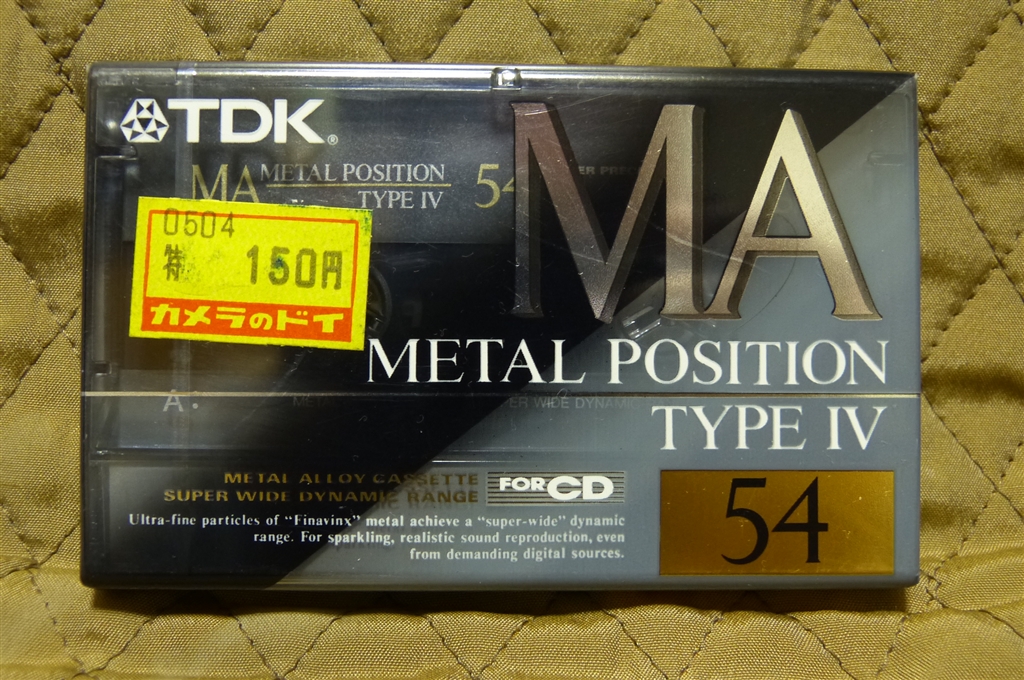 TDK®
MA METAL POSITION 54
TYPE IV
MA
0504
特 150円
カメラのドイ
METAL POSITION
TYPE IV
A
METAL ALLOY CASSETTE
SUPER WIDE DYNAMIC RANGE
FOR CD
Ultra-fine particles of "Finavinx" metal achieve a "super-wide" dynamic
range. For sparkling, realistic sound reproduction, even
from demanding digital sources.
54